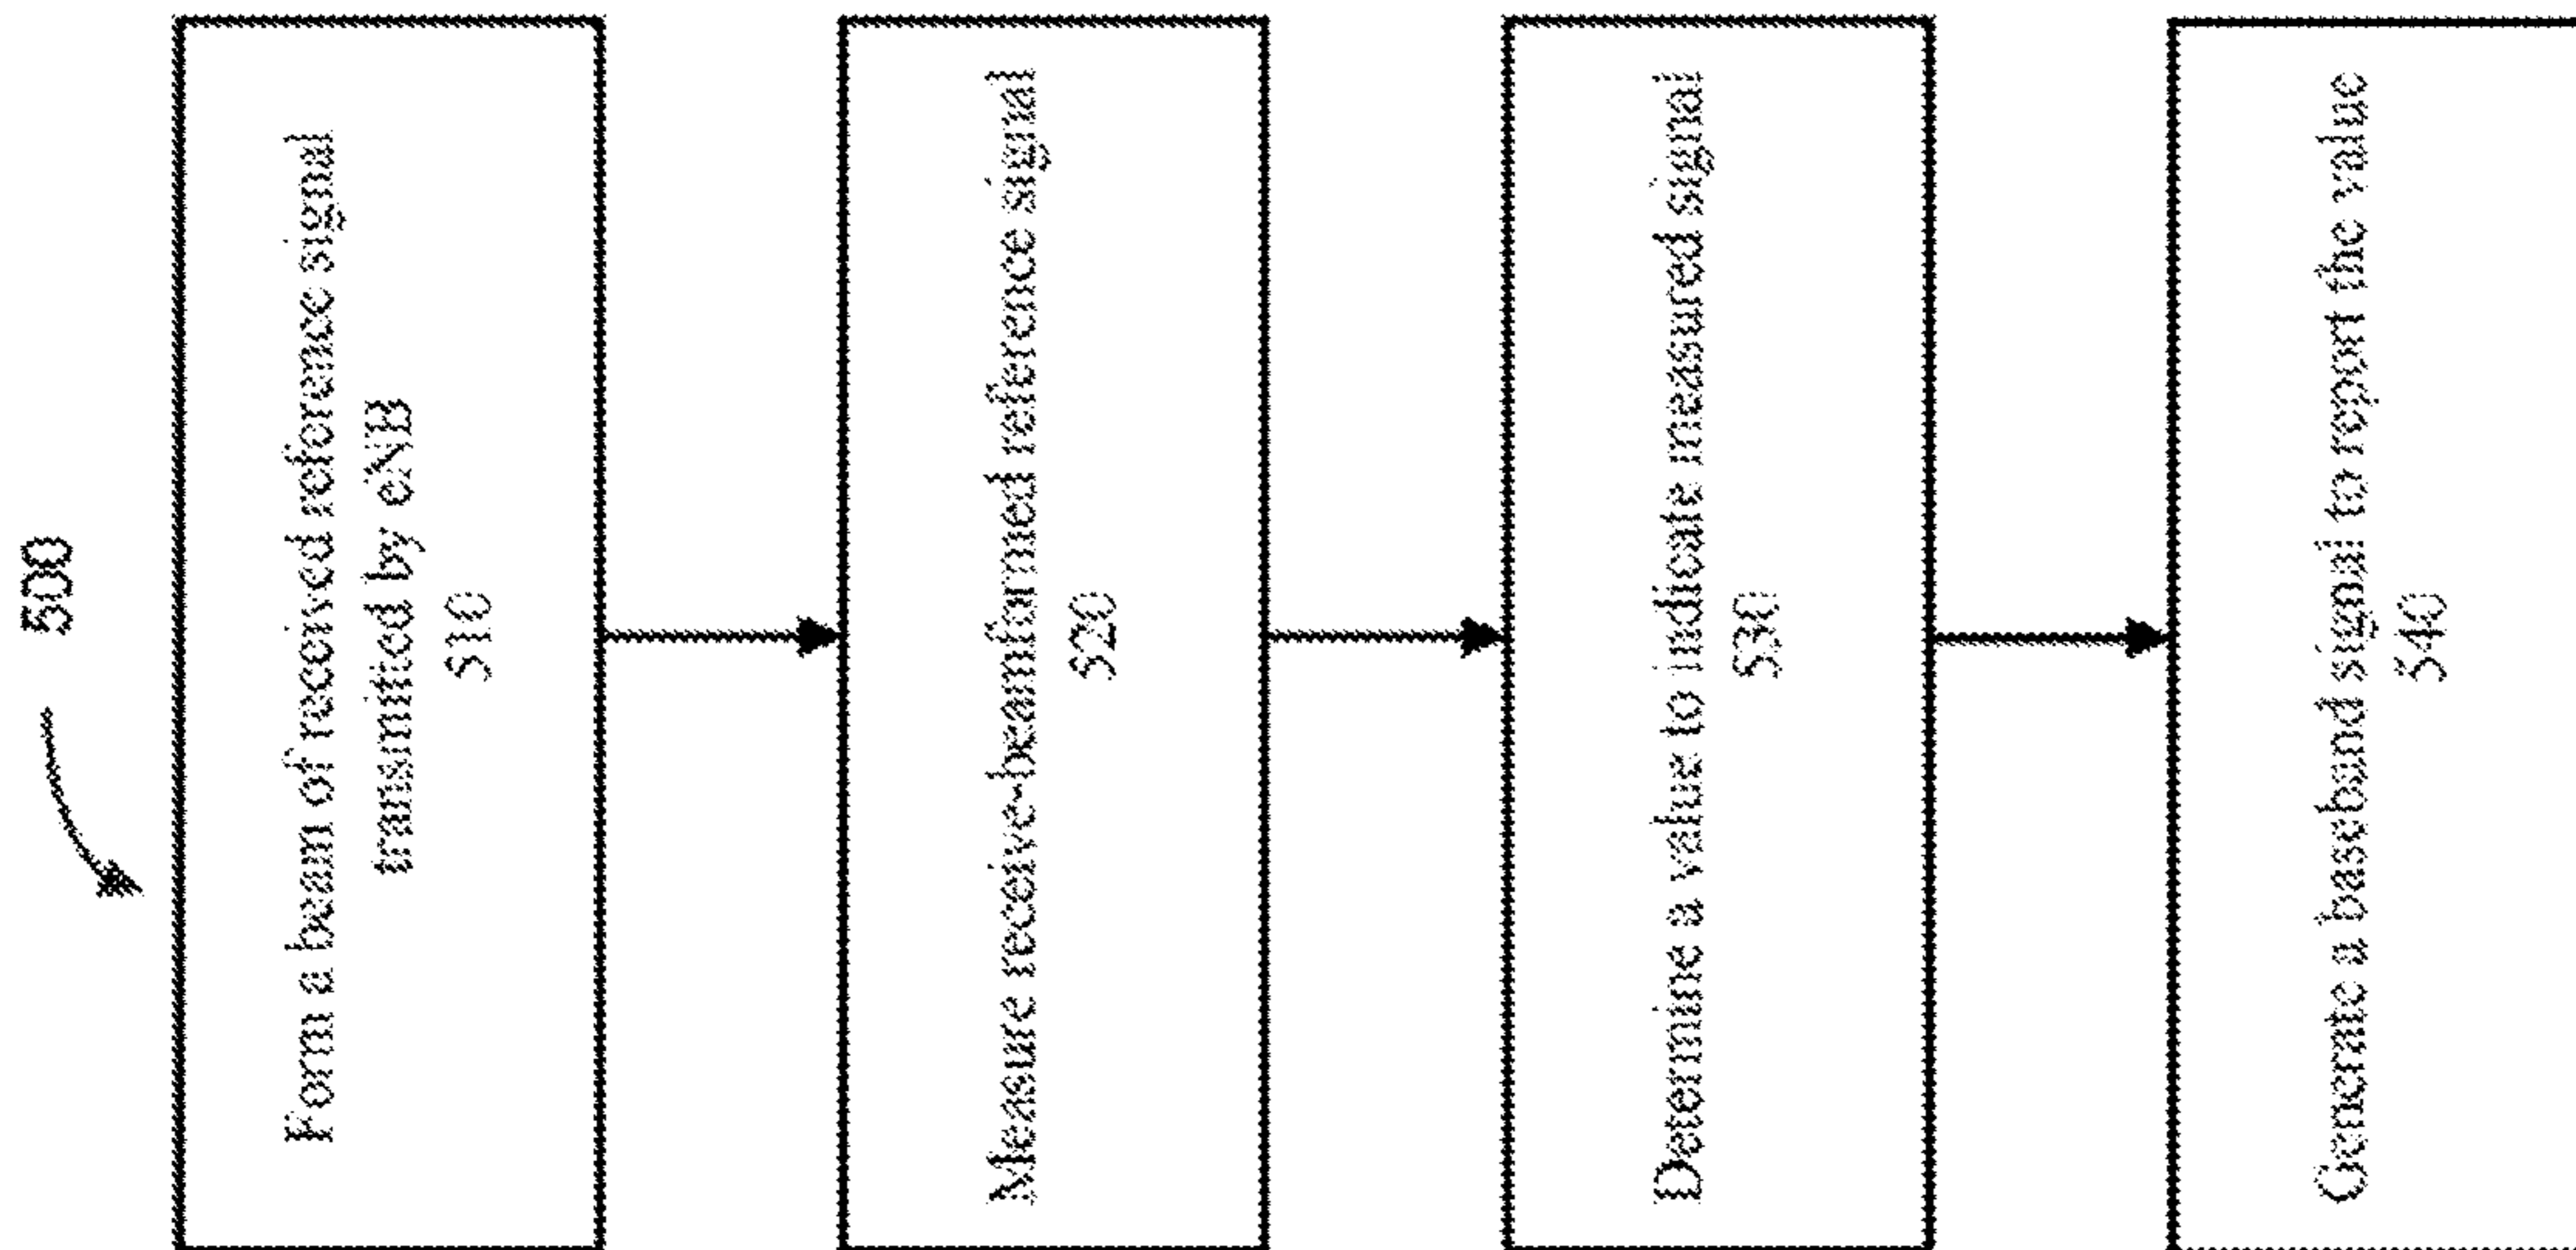 500
Form a beam of received reference signal
transmitted by eNB
510
Measure receive-beamformed reference signal
520
Determine a value to indicate measured signal
530
Generate a baseband signal to report the value
540